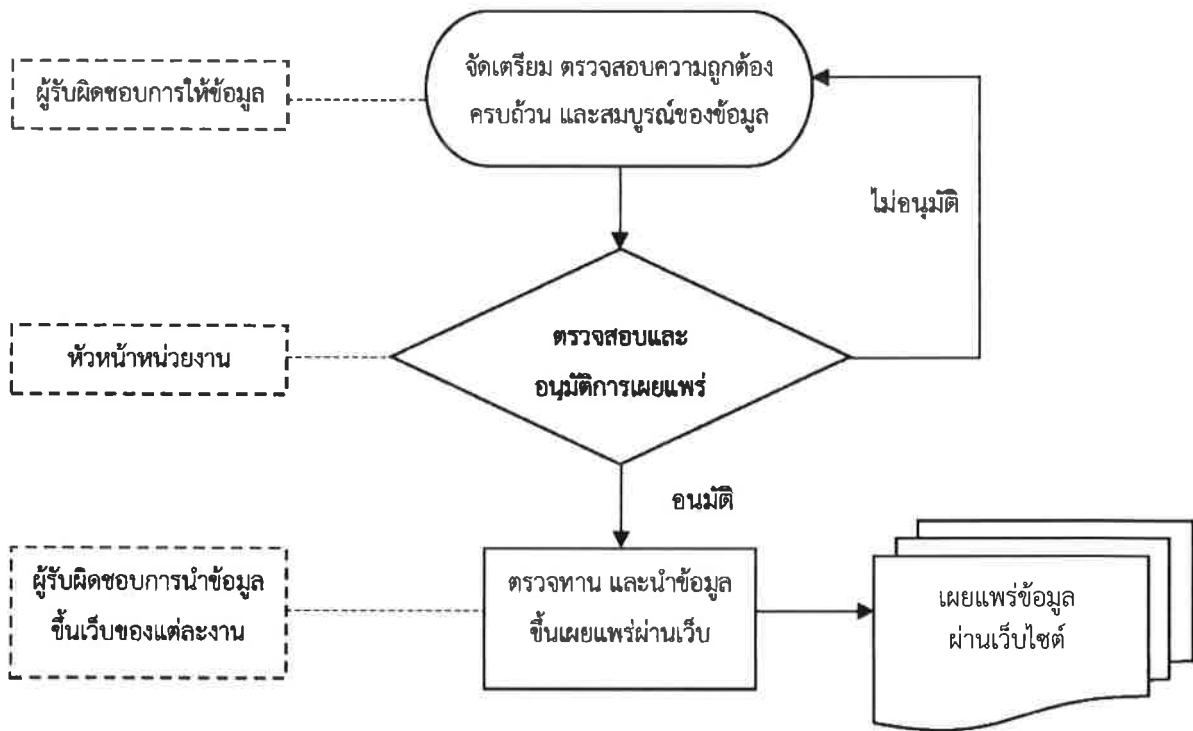 จัดเตรียม ตรวจสอบความถูกต้อง
ครบถ้วน และสมบูรณ์ของข้อมูล
ผู้รับผิดชอบการให้ข้อมูล
ไม่อนุมัติ
หัวหน้าหน่วยงาน
ตรวจสอบและ
อนุมัติการเผยแพร่
อนมัติ
ผู้รับผิดชอบการนำข้อมูล
ขึ้นเว็บของแต่ละงาน
ตรวจทาน และนำข้อมูล
ขึ้นเผยแพร่ผ่านเว็บ
เผยแพร่ข้อมูล
ผ่านเว็บไซต์